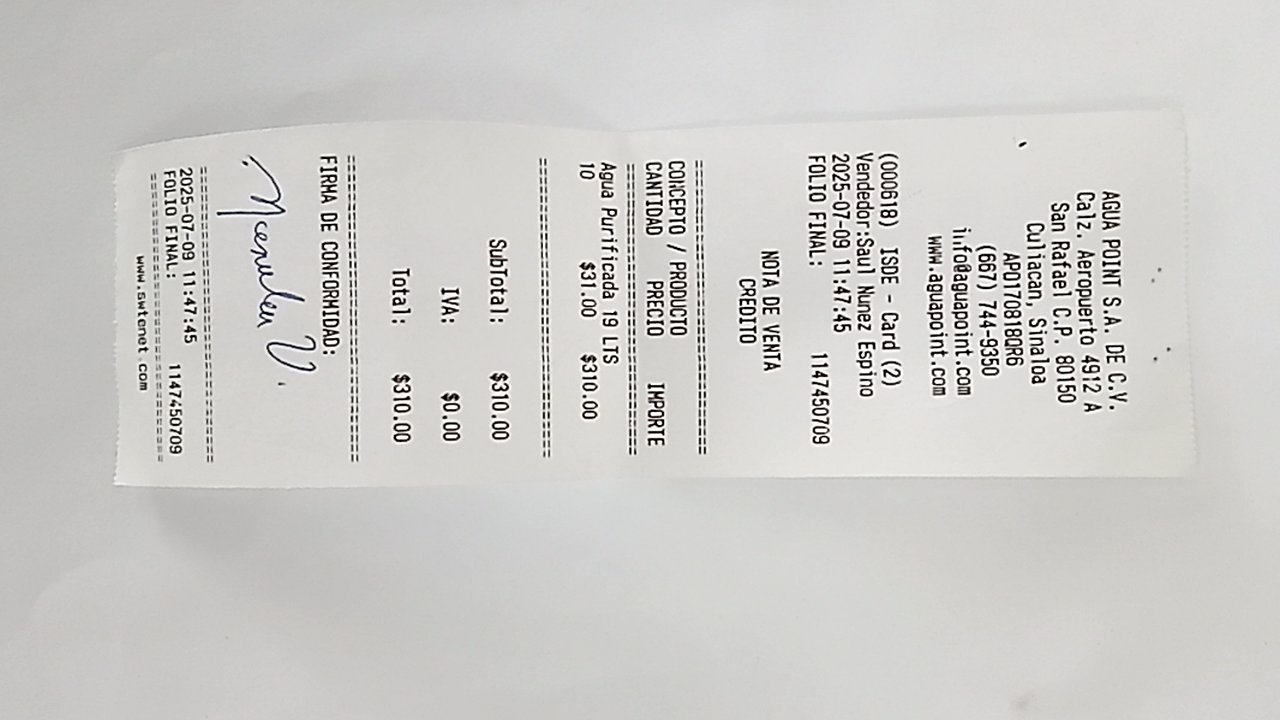 AGUA POINT S.A. DE C.V.
Calz. Aeropuerto 4912 A
San Rafael C.P. 80150
Culiacan, Sinaloa
APO170818QR6
(667) 744-9350
info@aguapoint.com
www.aguapoint.com
(000618) ISDE - Card (2)
Vendedor:Saul Nunez Espino
2025-07-09 11:47:45
FOLIO FINAL: 1147450709
NOTA DE VENTA
CREDITO
==============================
CONCEPTO / PRODUCTO
CANTIDAD PRECIO IMPORTE
==============================
Agua Purificada 19 LTS
10 $31.00 $310.00
==============================
SubTotal: $310.00
IVA: $0.00
Total: $310.00
==============================
FIRMA DE CONFORMIDAD:
==============================
2025-07-09 11:47:45
FOLIO FINAL: 1147450709
==============================
www.swtenet com